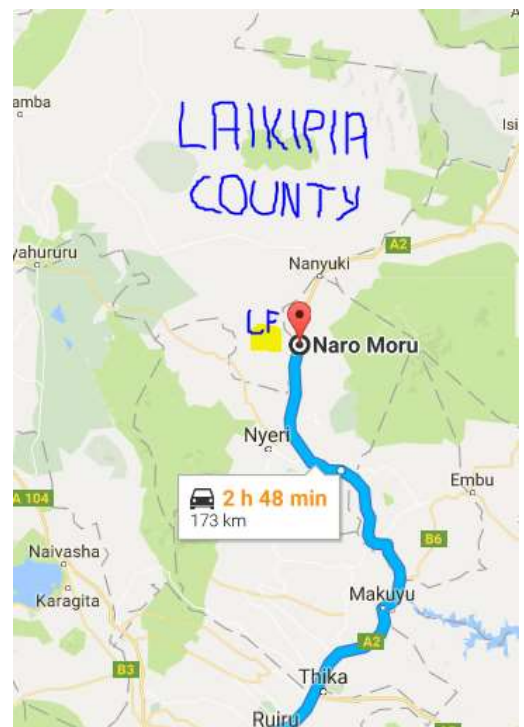 amba
LAIKIPIA
COUNTY
Isi
A2
yahururu
Nanyuki
LF
Naro Moru
Nyeri
2 h 48 min
173 km
Embu
A 104
B6
Naivasha
Karagita
Makuyu
A2
B3
Thika
Ruiru